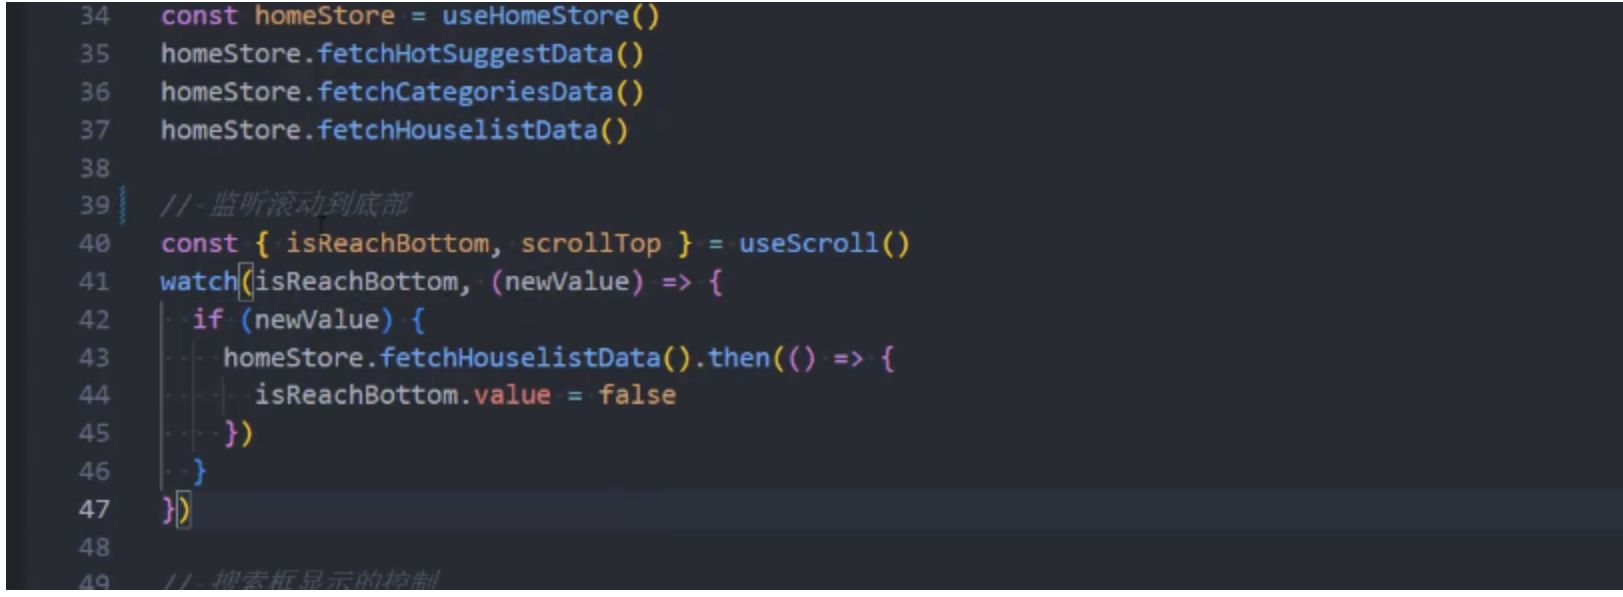 34 const homeStore = useHomeStore()
35 homeStore.fetchHotSuggestData()
36 homeStore.fetchCategoriesData()
37 homeStore.fetchHouselistData()
38
39 // 监听滚动到底部
40 const { isReachBottom, scrollTop } = useScroll()
41 watch(isReachBottom, (newValue) => {
42 if (newValue) {
43 homeStore.fetchHouselistData().then(() => {
44 isReachBottom.value = false
45 })
46 }
47 })
48
49 // 搜索框显示的控制